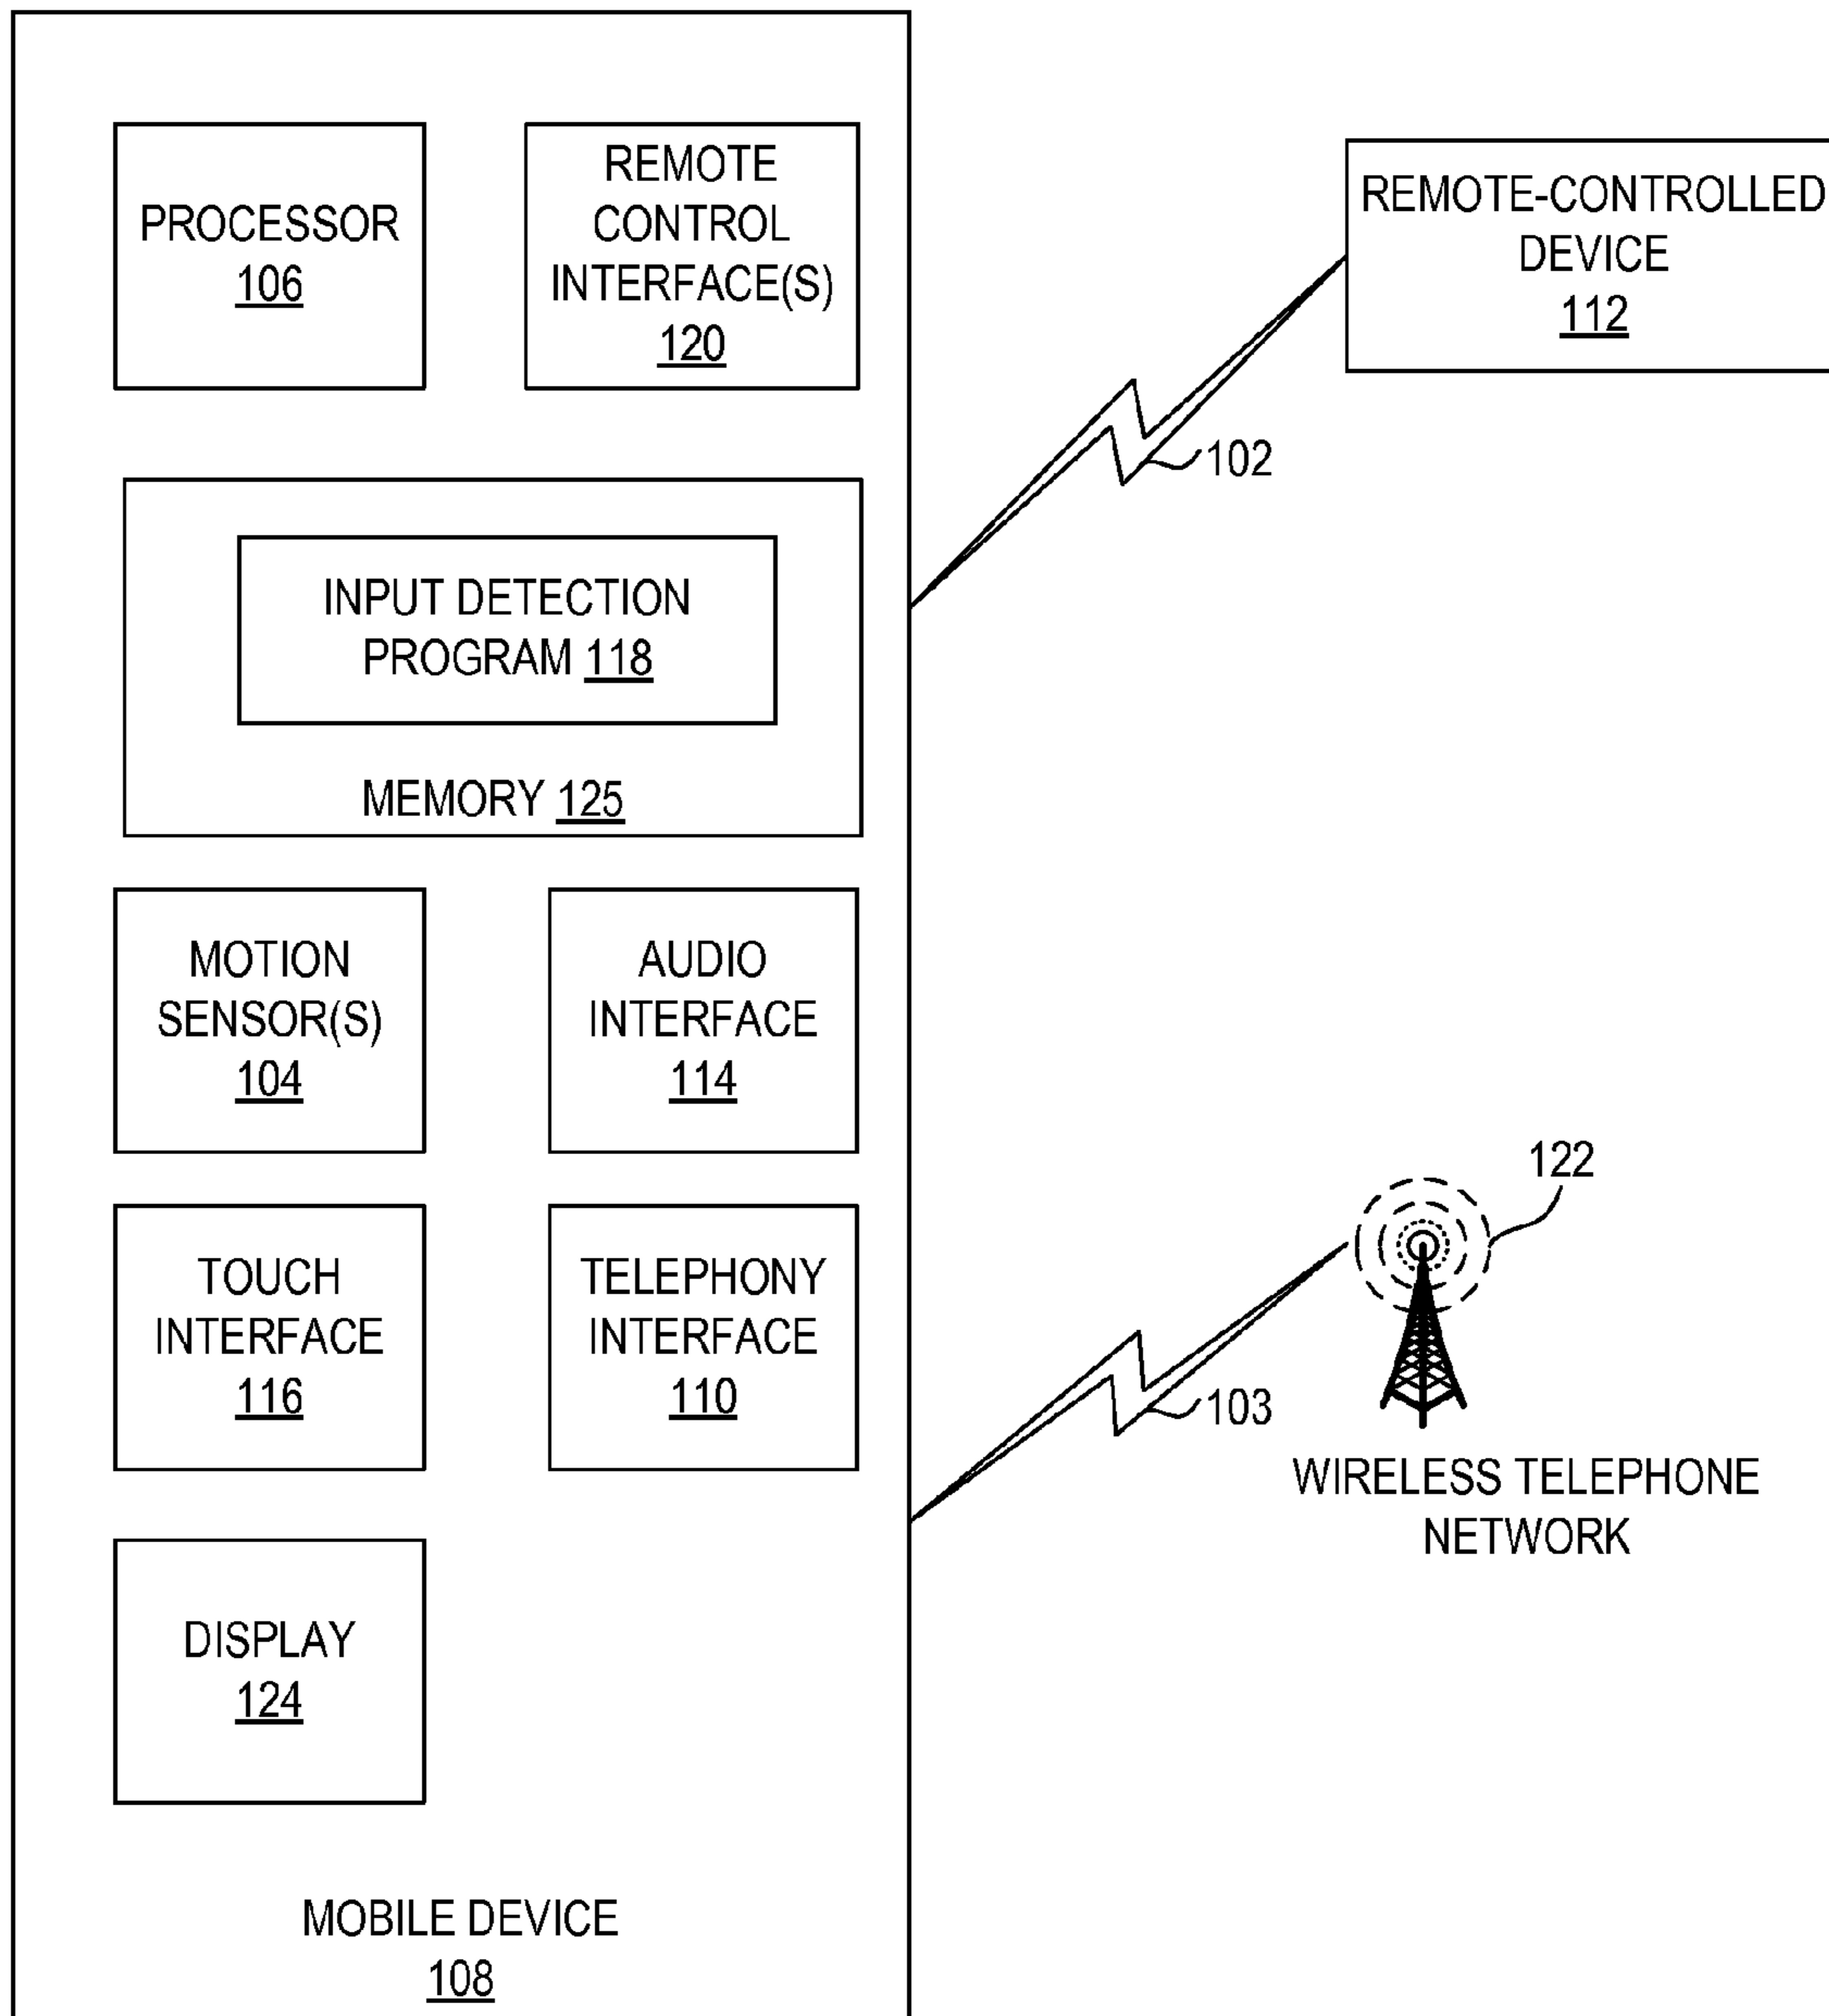 PROCESSOR
106
REMOTE
CONTROL
INTERFACE(S)
120
REMOTE-CONTROLLED
DEVICE
112
102
INPUT DETECTION
PROGRAM 118
MEMORY 125
MOTION
SENSOR(S)
104
AUDIO
INTERFACE
114
122
TOUCH
INTERFACE
116
TELEPHONY
INTERFACE
110
103
WIRELESS TELEPHONE
NETWORK
DISPLAY
124
MOBILE DEVICE
108